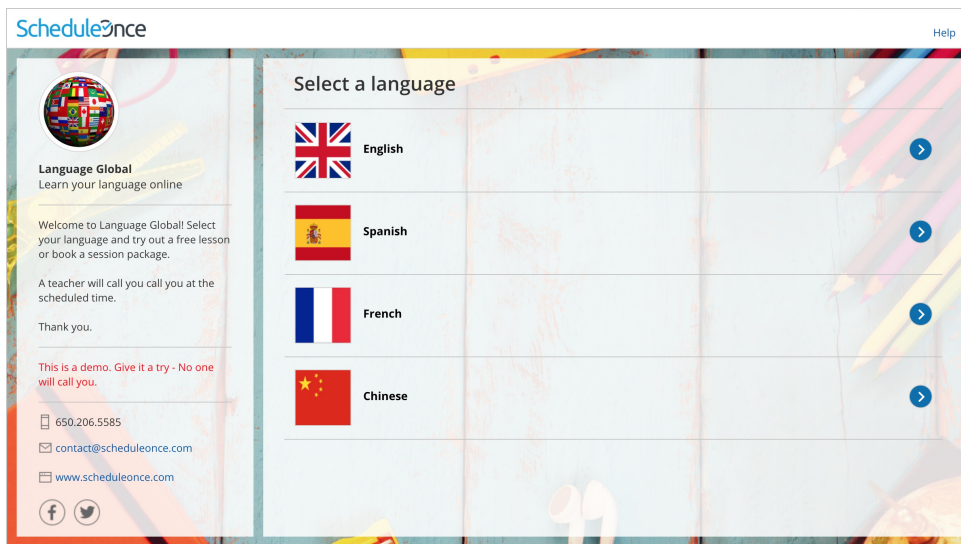 ScheduleOnce
Help
Language Global
Learn your language online
Welcome to Language Global! Select
your language and try out a free lesson
or book a session package.
A teacher will call you call you at the
scheduled time.
Thank you.
This is a demo. Give it a try - No one
will call you.
650.206.5585
contact@scheduleonce.com
www.scheduleonce.com
Select a language
English
Spanish
French
Chinese